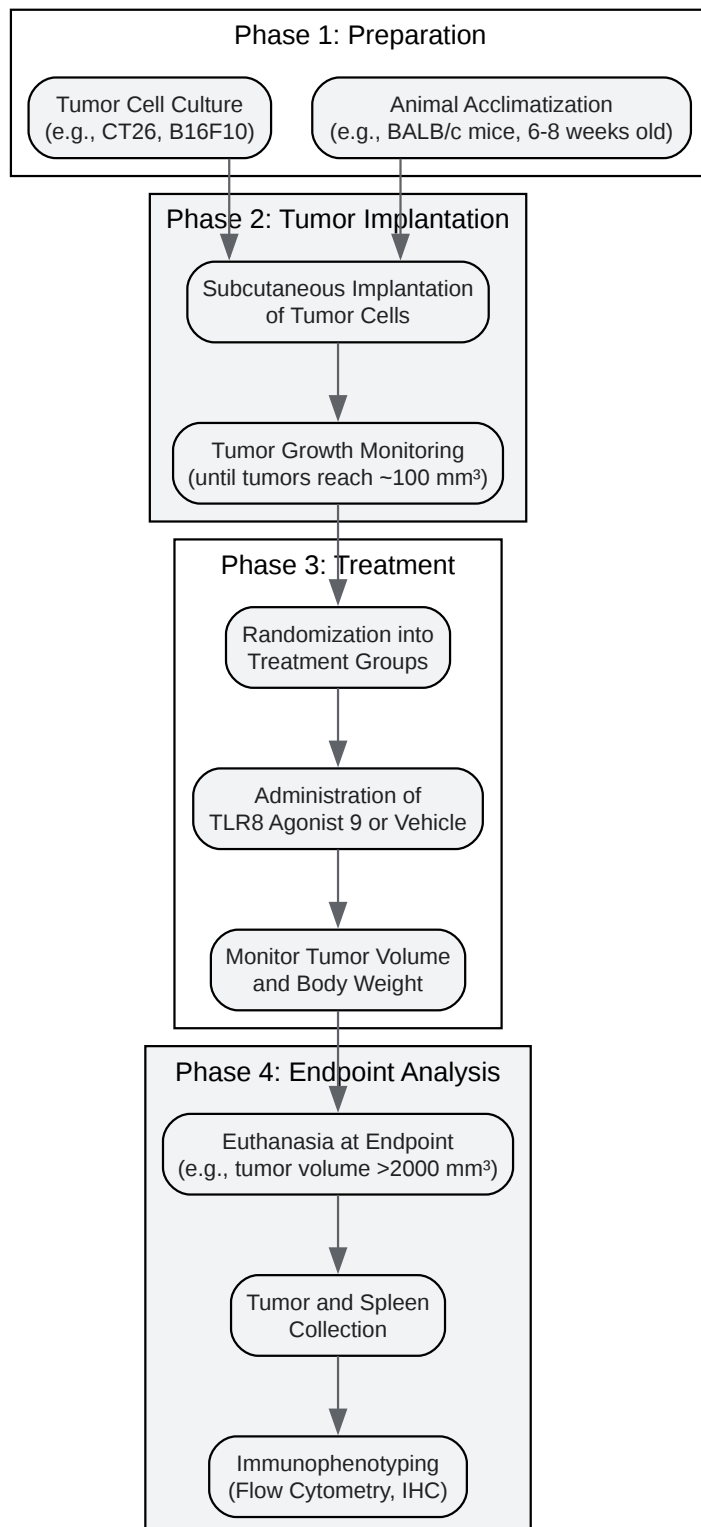 Phase 1: Preparation
Tumor Cell Culture
(e.g., CT26, B16F10)
Animal Acclimatization
(e.g., BALB/c mice, 6-8 weeks old)
Phase 2: Tumor Implantation
Subcutaneous Implantation
of Tumor Cells
Tumor Growth Monitoring
(until tumors reach ~100 mm³)
Phase 3: Treatment
Randomization into
Treatment Groups
Administration of
TLR8 Agonist 9 or Vehicle
Monitor Tumor Volume
and Body Weight
Phase 4: Endpoint Analysis
Euthanasia at Endpoint
(e.g., tumor volume >2000 mm³)
Tumor and Spleen
Collection
Immunophenotyping
(Flow Cytometry, IHC)